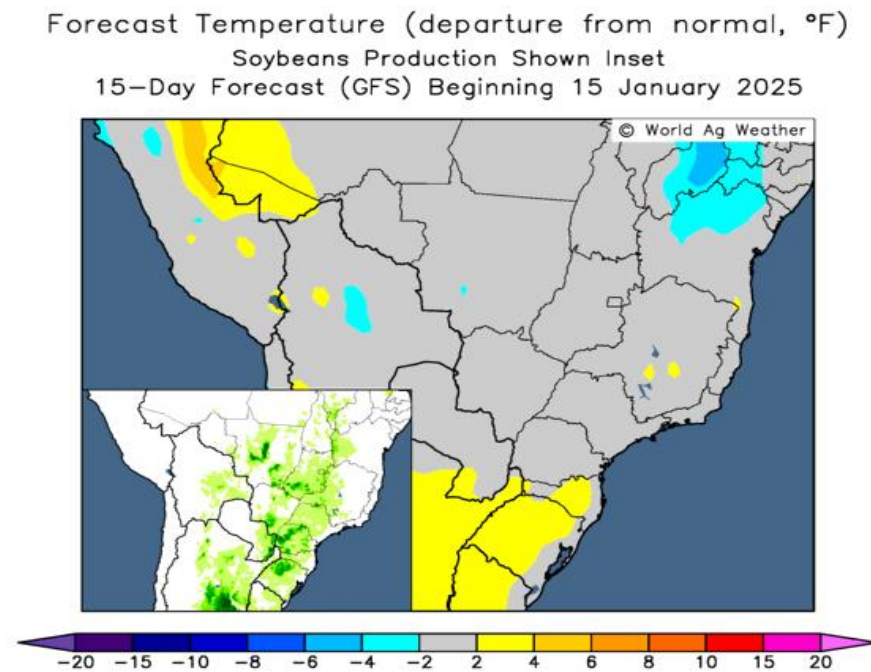 Forecast Temperature (departure from normal, °F)
Soybeans Production Shown Inset
15-Day Forecast (GFS) Beginning 15 January 2025
© World Ag Weather
-20 -15 -10 -8 -6 -4 -2 2 4 6 8 10 15 20